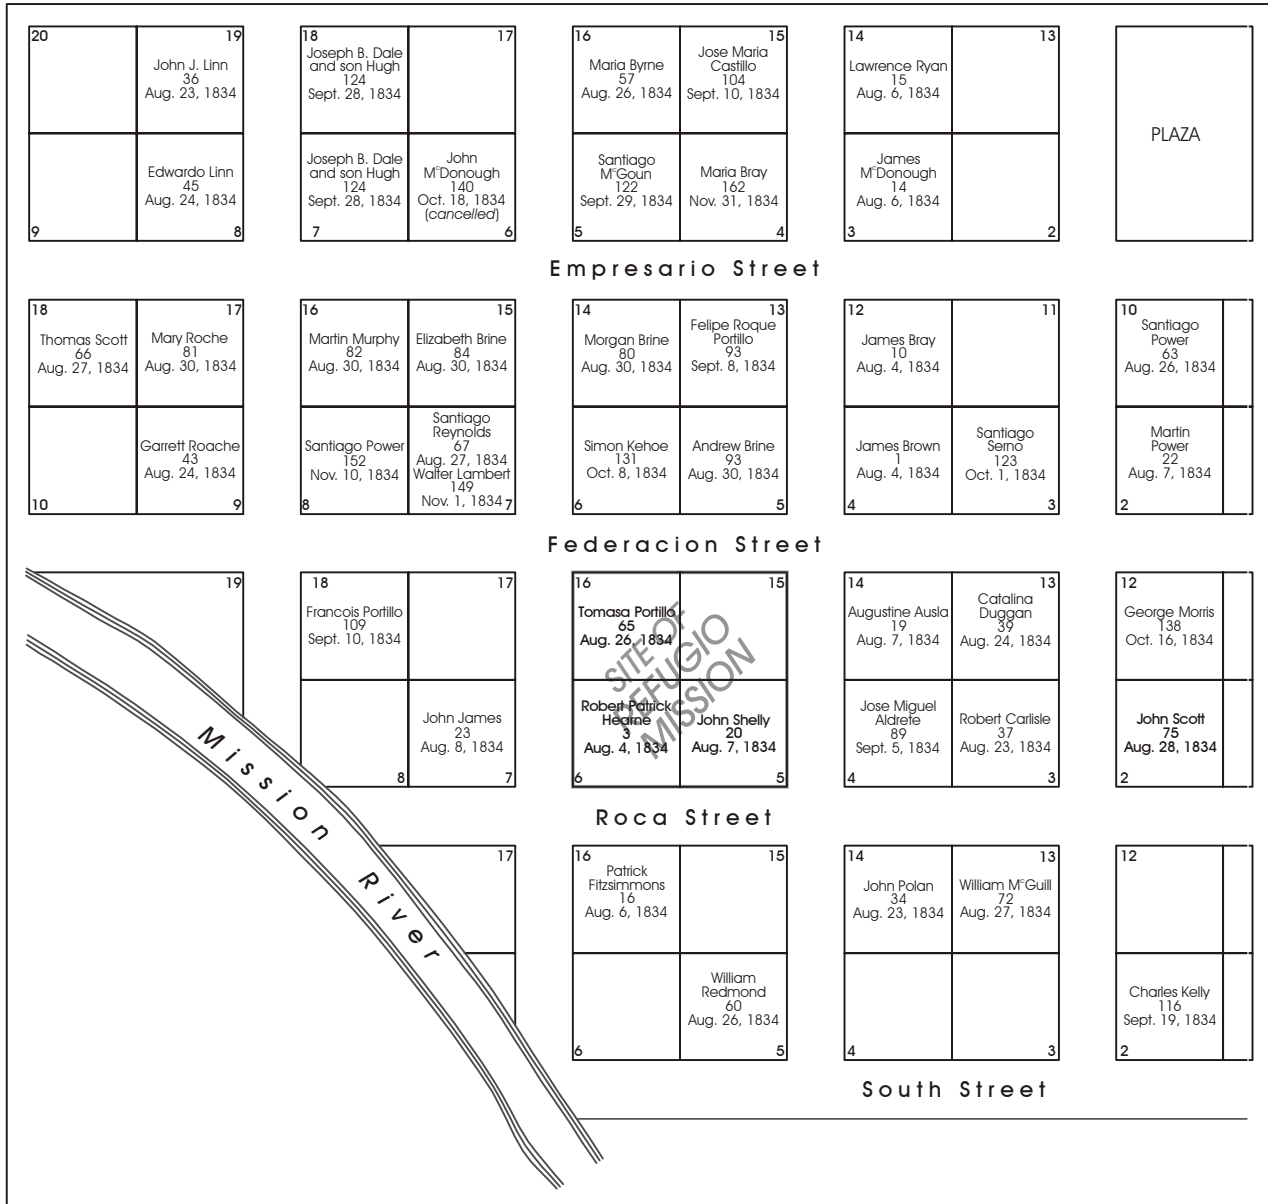 20
19
John J. Linn
36
Aug. 23, 1834
Edwardo Linn
45
Aug. 24, 1834
9
8
18
17
Joseph B. Dale
and son Hugh
124
Sept. 28, 1834
Joseph B. Dale
and son Hugh
124
Sept. 28, 1834
John
McDonough
140
Oct. 18, 1834
(cancelled)
7
6
16
15
Maria Byrne
57
Aug. 26, 1834
Jose Maria
Castillo
104
Sept. 10, 1834
Santiago
McGoun
122
Sept. 29, 1834
Maria Bray
162
Nov. 31, 1834
5
4
14
13
Lawrence Ryan
15
Aug. 6, 1834
James
McDonough
14
Aug. 6, 1834
3
2
PLAZA
Empresario Street
18
17
Thomas Scott
66
Aug. 27, 1834
Mary Roche
81
Aug. 30, 1834
Garrett Roache
43
Aug. 24, 1834
10
9
16
15
Martin Murphy
82
Aug. 30, 1834
Elizabeth Brine
84
Aug. 30, 1834
Santiago Power
152
Nov. 10, 1834
Santiago
Reynolds
67
Aug. 27, 1834
Walter Lambert
149
Nov. 1, 1834
8
7
14
13
Morgan Brine
80
Aug. 30, 1834
Felipe Roque
Portillo
93
Sept. 8, 1834
Simon Kehoe
131
Oct. 8, 1834
Andrew Brine
93
Aug. 30, 1834
6
5
12
11
James Bray
10
Aug. 4, 1834
James Brown
1
Aug. 4, 1834
Santiago
Serno
123
Oct. 1, 1834
4
3
10
Santiago
Power
63
Aug. 26, 1834
Martin
Power
22
Aug. 7, 1834
2
Federacion Street
19
18
17
Francois Portillo
109
Sept. 10, 1834
John James
23
Aug. 8, 1834
8
7
16
15
Tomasa Portillo
65
Aug. 26, 1834
SITE OF
REFUGIO
MISSION
Robert Patrick
Hearne
3
Aug. 4, 1834
John Shelly
20
Aug. 7, 1834
6
5
14
13
Augustine Ausla
19
Aug. 7, 1834
Catalina
Duggan
39
Aug. 24, 1834
Jose Miguel
Aldrete
89
Sept. 5, 1834
Robert Carlisle
37
Aug. 23, 1834
4
3
12
George Morris
138
Oct. 16, 1834
John Scott
75
Aug. 28, 1834
2
Mission River
Roca Street
17
16
15
Patrick
Fitzsimmons
16
Aug. 6, 1834
William
Redmond
60
Aug. 26, 1834
6
5
14
13
John Polan
34
Aug. 23, 1834
William McGuill
72
Aug. 27, 1834
4
3
12
Charles Kelly
116
Sept. 19, 1834
2
South Street